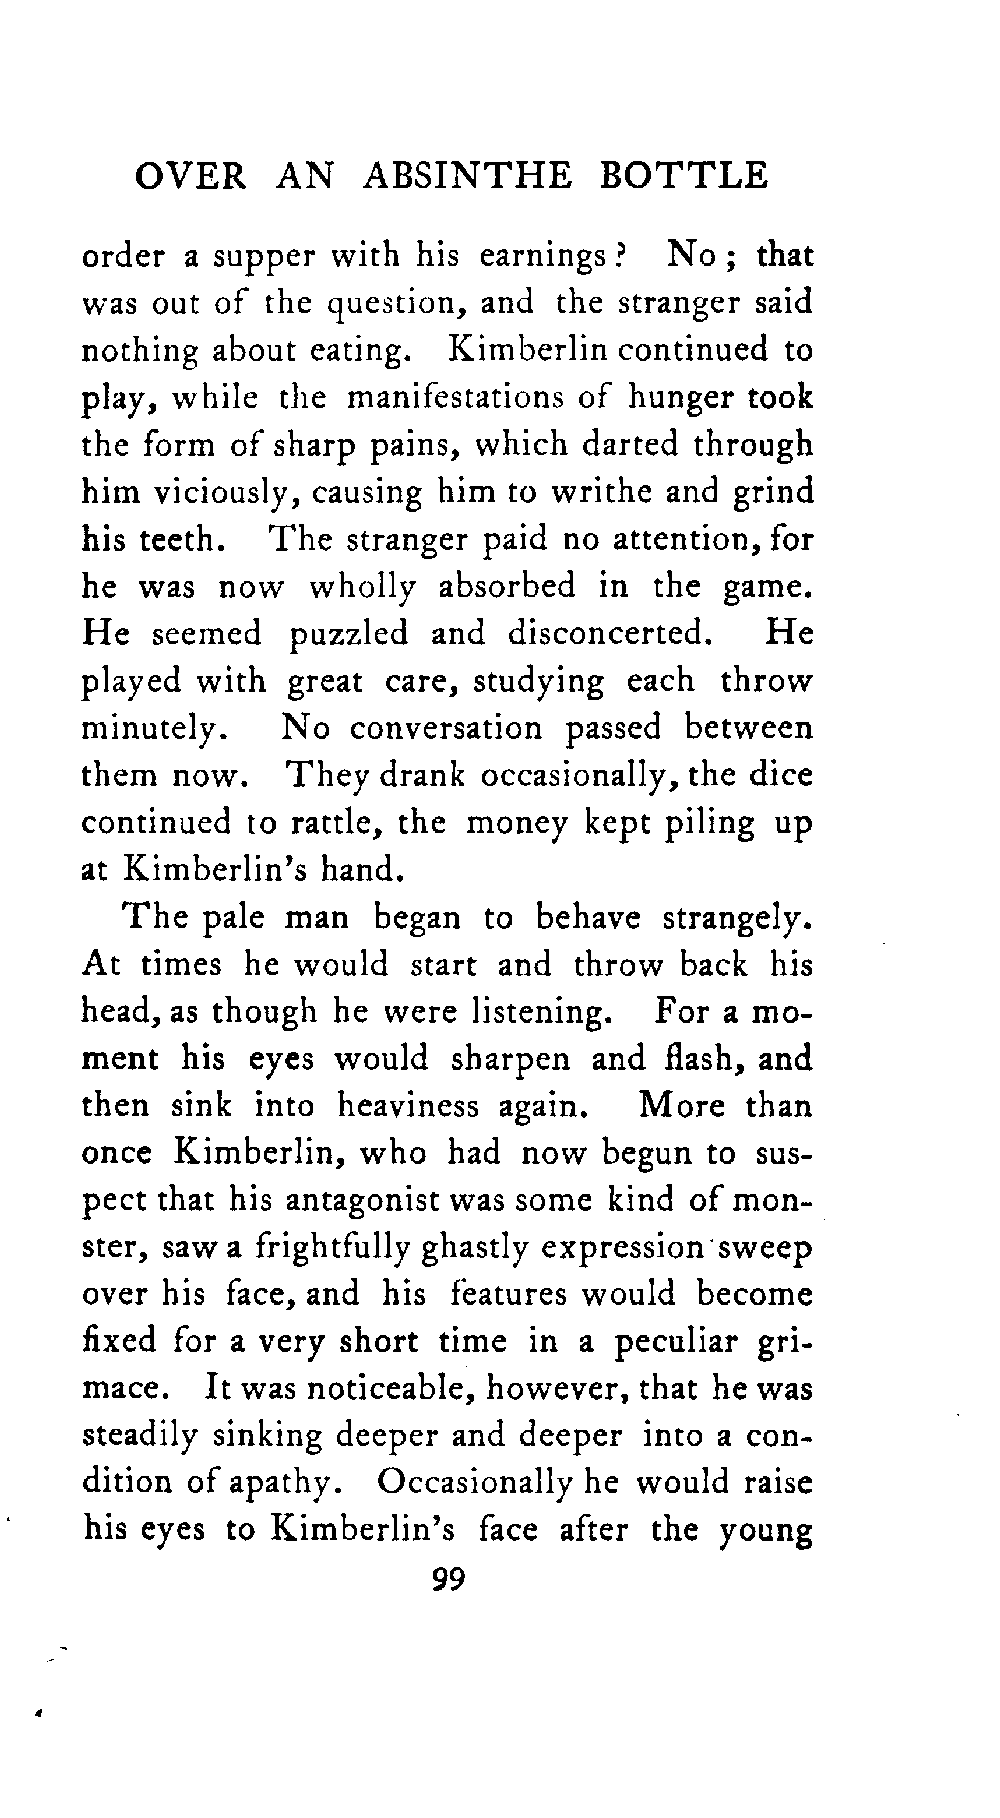 OVER AN ABSINTHE BOTTLE
order a supper with his earnings? No; that
was out of the question, and the stranger said
nothing about eating. Kimberlin continued to
play, while the manifestations of hunger took
the form of sharp pains, which darted through
him viciously, causing him to writhe and grind
his teeth. The stranger paid no attention, for
he was now wholly absorbed in the game.
He seemed puzzled and disconcerted. He
played with great care, studying each throw
minutely. No conversation passed between
them now. They drank occasionally, the dice
continued to rattle, the money kept piling up
at Kimberlin's hand.
The pale man began to behave strangely.
At times he would start and throw back his
head, as though he were listening. For a mo-
ment his eyes would sharpen and flash, and
then sink into heaviness again. More than
once Kimberlin, who had now begun to sus-
pect that his antagonist was some kind of mon-
ster, saw a frightfully ghastly expression sweep
over his face, and his features would become
fixed for a very short time in a peculiar gri-
mace. It was noticeable, however, that he was
steadily sinking deeper and deeper into a con-
dition of apathy. Occasionally he would raise
his eyes to Kimberlin's face after the young
99